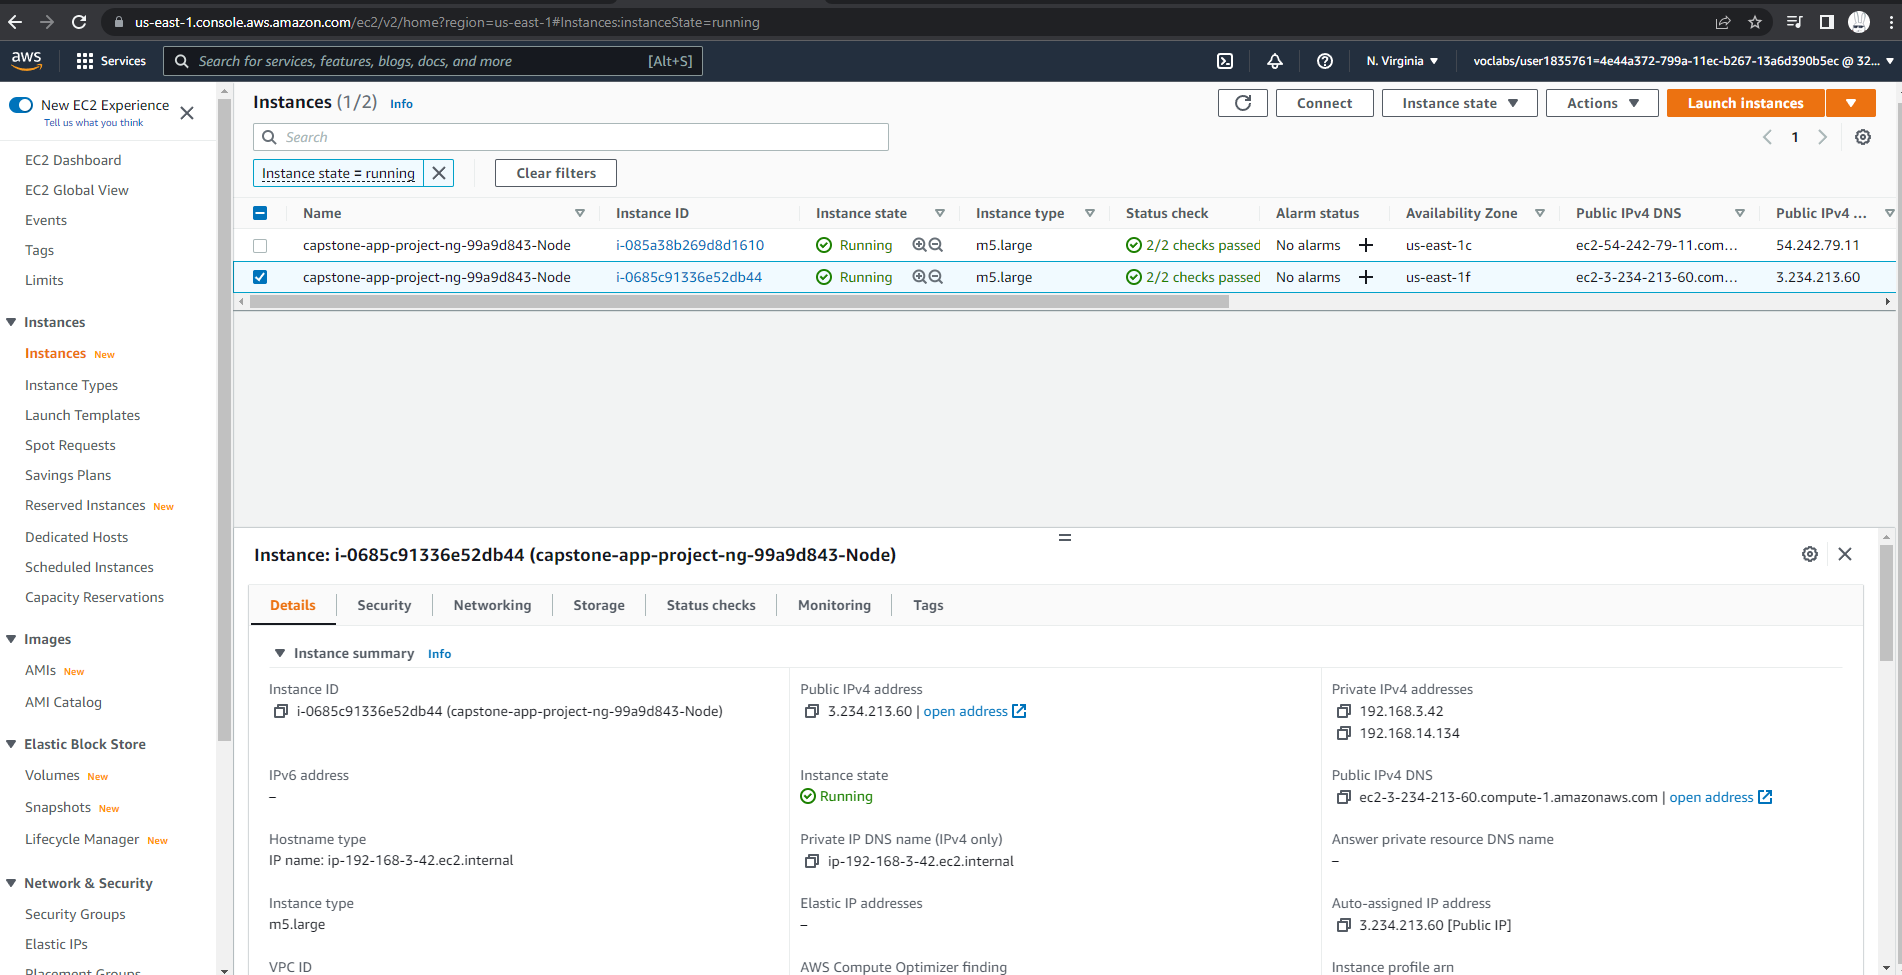 us-east-1.console.aws.amazon.com/ec2/v2/home?region=us-east-1#Instances:instanceState=running
aws
Services
Search for services, features, blogs, docs, and more
[Alt+S]
N. Virginia
voclabs/user1835761=4e44a372-799a-11ec-b267-13a6d390b5ec @ 32...
New EC2 Experience
Tell us what you think
EC2 Dashboard
EC2 Global View
Events
Tags
Limits
Instances
Instances New
Instance Types
Launch Templates
Spot Requests
Savings Plans
Reserved Instances New
Dedicated Hosts
Scheduled Instances
Capacity Reservations
Images
AMIs New
AMI Catalog
Elastic Block Store
Volumes New
Snapshots New
Lifecycle Manager New
Network & Security
Security Groups
Elastic IPs
Placement Groups
Instances (1/2) Info
Connect
Instance state
Actions
Launch instances
Search
1
Instance state = running
Clear filters
Name Instance ID Instance state Instance type Status check Alarm status Availability Zone Public IPv4 DNS Public IPv4 ...
capstone-app-project-ng-99a9d843-Node i-085a38b269d8d1610 Running m5.large 2/2 checks passed No alarms us-east-1c ec2-54-242-79-11.com... 54.242.79.11
capstone-app-project-ng-99a9d843-Node i-0685c91336e52db44 Running m5.large 2/2 checks passed No alarms us-east-1f ec2-3-234-213-60.com... 3.234.213.60
Instance: i-0685c91336e52db44 (capstone-app-project-ng-99a9d843-Node)
Details Security Networking Storage Status checks Monitoring Tags
Instance summary Info
Instance ID
i-0685c91336e52db44 (capstone-app-project-ng-99a9d843-Node)
Public IPv4 address
3.234.213.60 | open address
Private IPv4 addresses
192.168.3.42
192.168.14.134
IPv6 address
–
Instance state
Running
Public IPv4 DNS
ec2-3-234-213-60.compute-1.amazonaws.com | open address
Hostname type
IP name: ip-192-168-3-42.ec2.internal
Private IP DNS name (IPv4 only)
ip-192-168-3-42.ec2.internal
Answer private resource DNS name
–
Instance type
m5.large
Elastic IP addresses
–
Auto-assigned IP address
3.234.213.60 [Public IP]
VPC ID
AWS Compute Optimizer finding
Instance profile arn